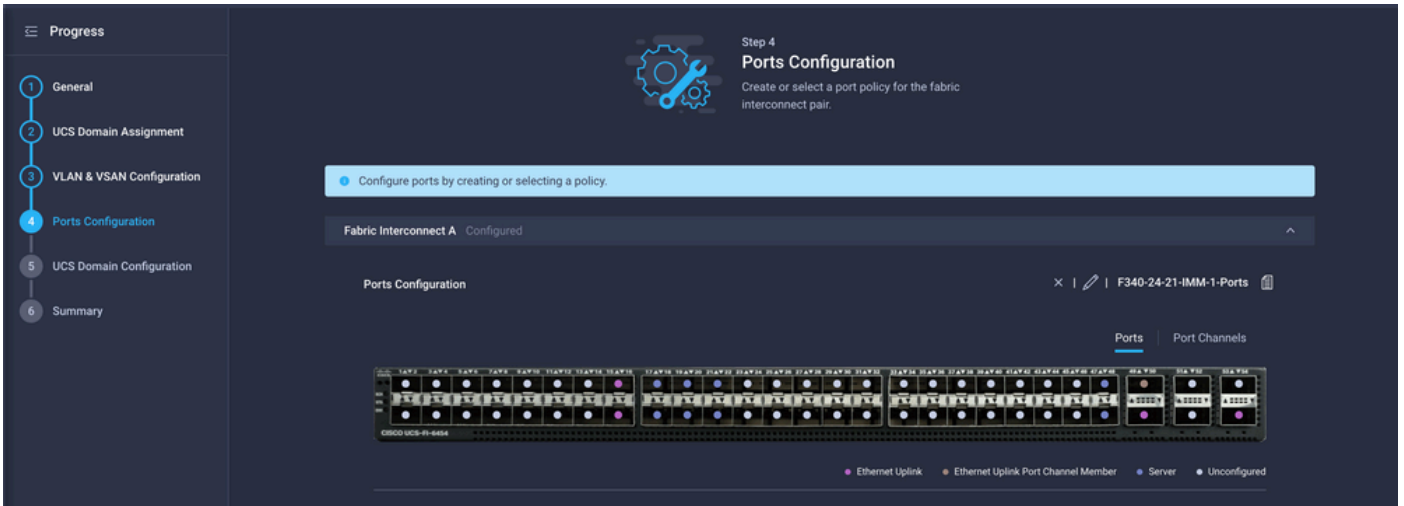 Progress
1 General
2 UCS Domain Assignment
3 VLAN & VSAN Configuration
4 Ports Configuration
5 UCS Domain Configuration
6 Summary
Step 4
Ports Configuration
Create or select a port policy for the fabric
interconnect pair.
Configure ports by creating or selecting a policy.
Fabric Interconnect A Configured
Ports Configuration
F340-24-21-IMM-1-Ports
Ports | Port Channels
CISCO UCS-FI-6454
Ethernet Uplink Ethernet Uplink Port Channel Member Server Unconfigured